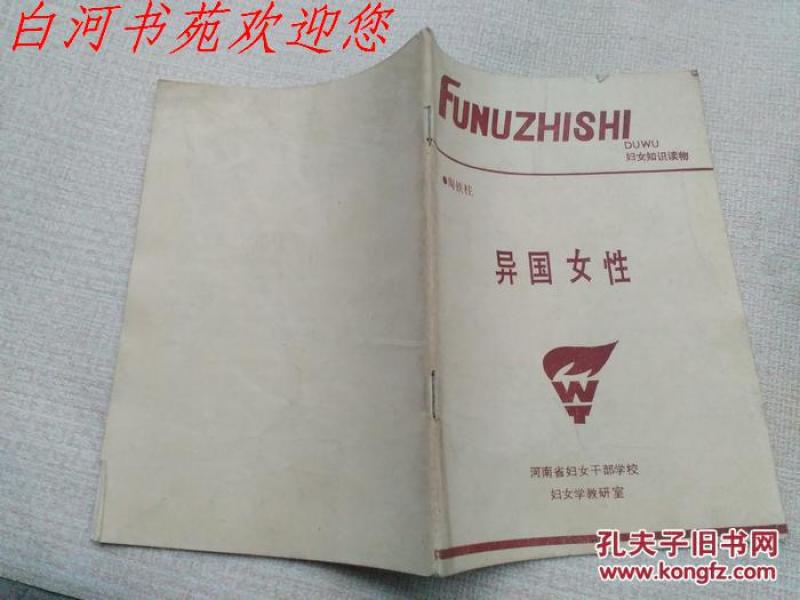 白河书苑欢迎您
FUNUZHISHI
DUWU
妇女知识读物
异国女性
W
河南省妇女干部学校
妇女学教研室
孔夫子旧书网
www.kongfz.com